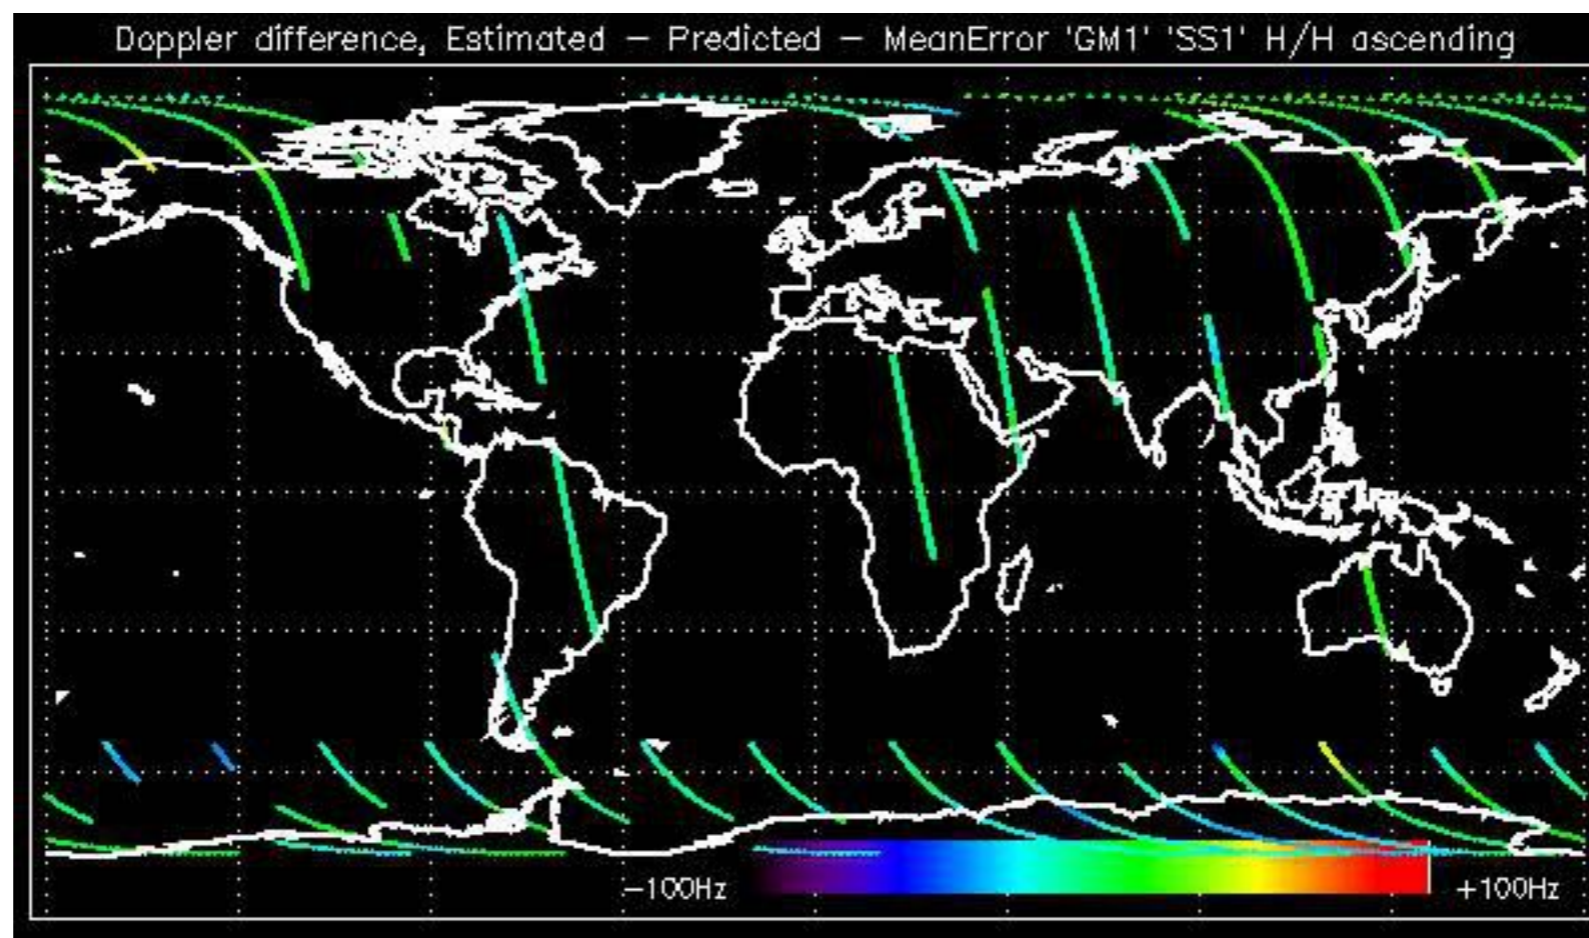 Doppler difference, Estimated — Predicted — MeanError 'GM1' 'SS1' H/H ascending
−100Hz
+100Hz